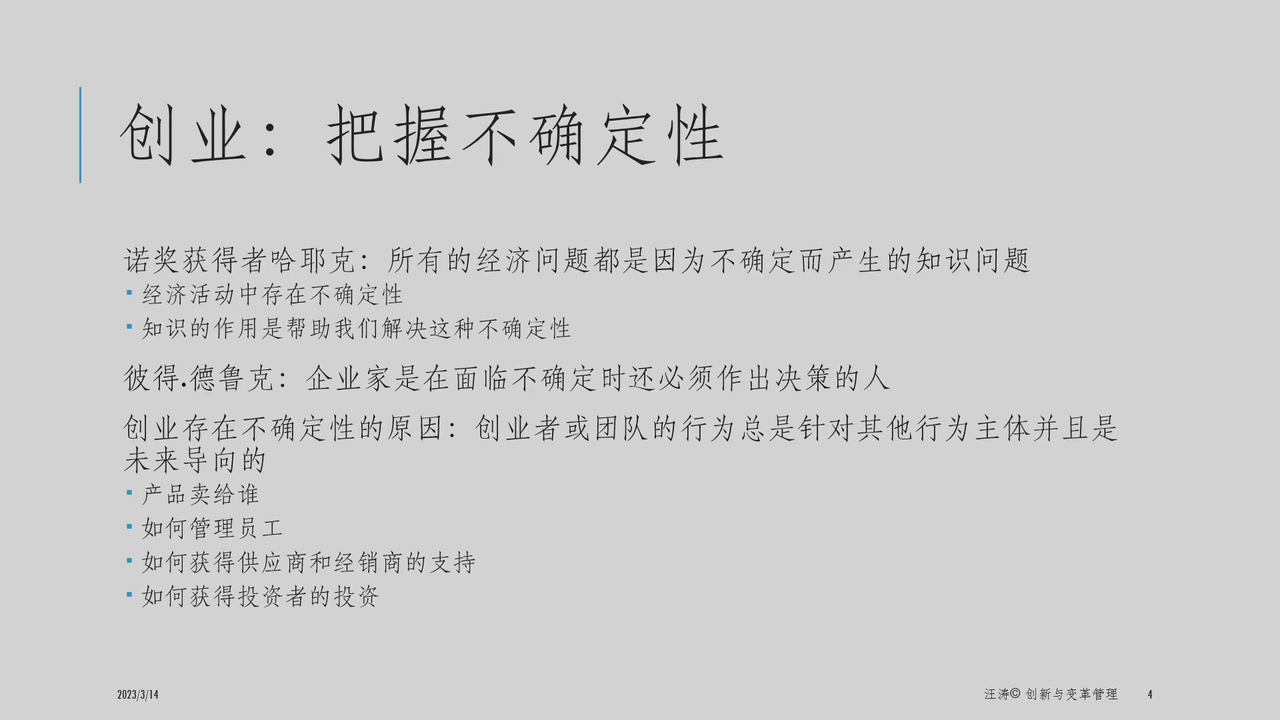 创业：把握不确定性
诺奖获得者哈耶克：所有的经济问题都是因为不确定而产生的知识问题
经济活动中存在不确定性
知识的作用是帮助我们解决这种不确定性
彼得.德鲁克：企业家是在面临不确定时还必须作出决策的人
创业存在不确定性的原因：创业者或团队的行为总是针对其他行为主体并且是
未来导向的
产品卖给谁
如何管理员工
如何获得供应商和经销商的支持
如何获得投资者的投资
2023/3/14
汪涛© 创新与变革管理
4